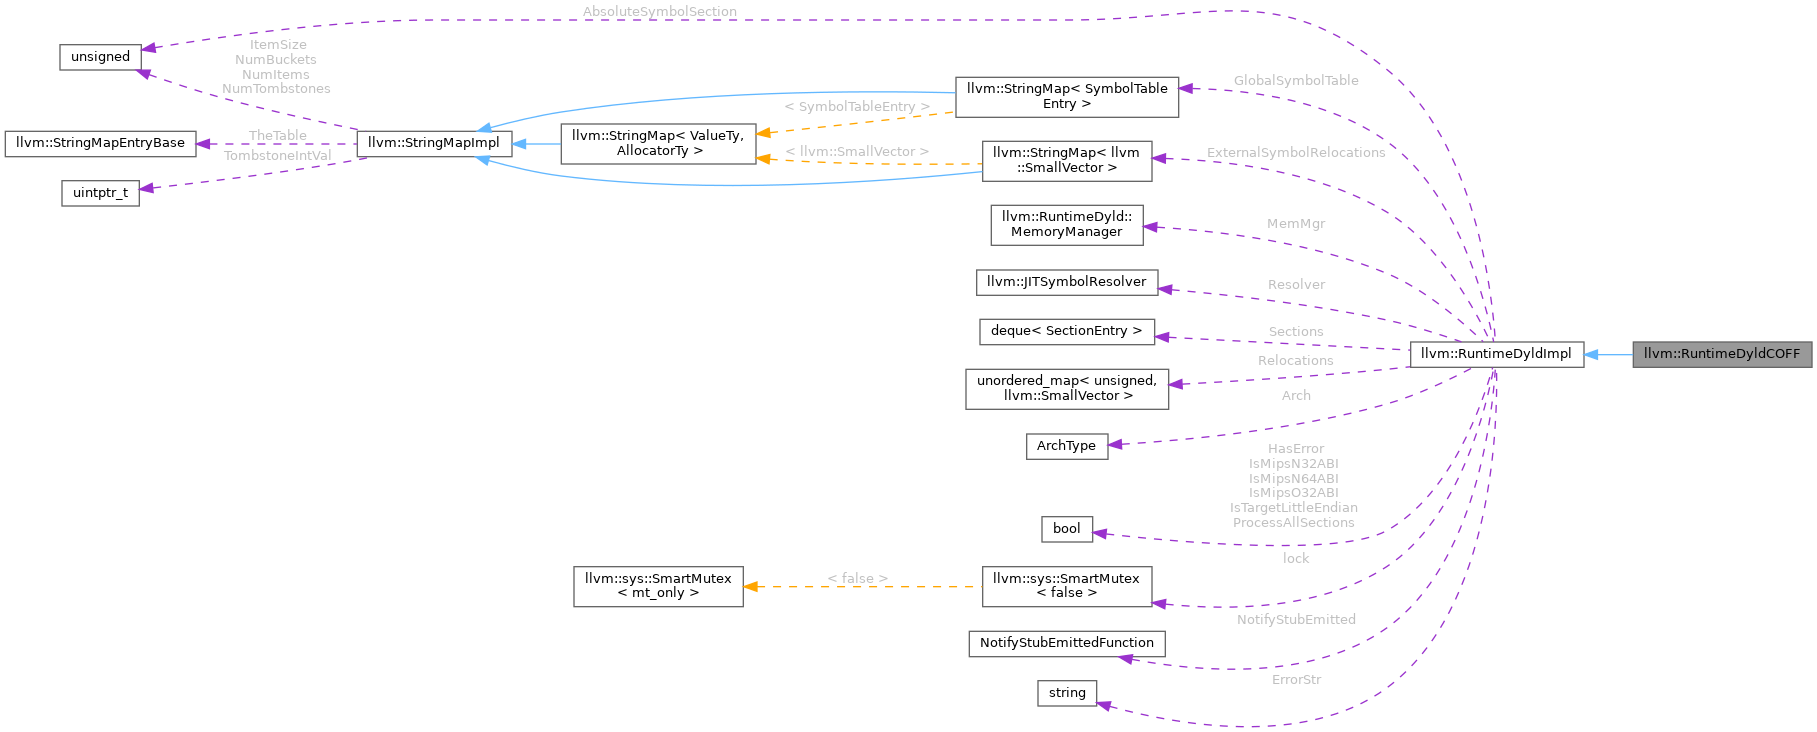 AbsoluteSymbolSection
unsigned
ItemSize
NumBuckets
NumItems
NumTombstones
llvm::StringMapEntryBase
TheTable
TombstoneIntVal
uintptr_t
llvm::StringMapImpl
llvm::StringMap< ValueTy,
AllocatorTy >
< SymbolTableEntry >
< llvm::SmallVector >
llvm::StringMap< SymbolTable
Entry >
llvm::StringMap< llvm
::SmallVector >
llvm::RuntimeDyld::
MemoryManager
llvm::JITSymbolResolver
deque< SectionEntry >
unordered_map< unsigned,
llvm::SmallVector >
ArchType
bool
llvm::sys::SmartMutex
< mt_only >
< false >
llvm::sys::SmartMutex
< false >
NotifyStubEmittedFunction
string
GlobalSymbolTable
ExternalSymbolRelocations
MemMgr
Resolver
Sections
Relocations
Arch
HasError
IsMipsN32ABI
IsMipsN64ABI
IsMipsO32ABI
IsTargetLittleEndian
ProcessAllSections
lock
NotifyStubEmitted
ErrorStr
llvm::RuntimeDyldImpl
llvm::RuntimeDyldCOFF